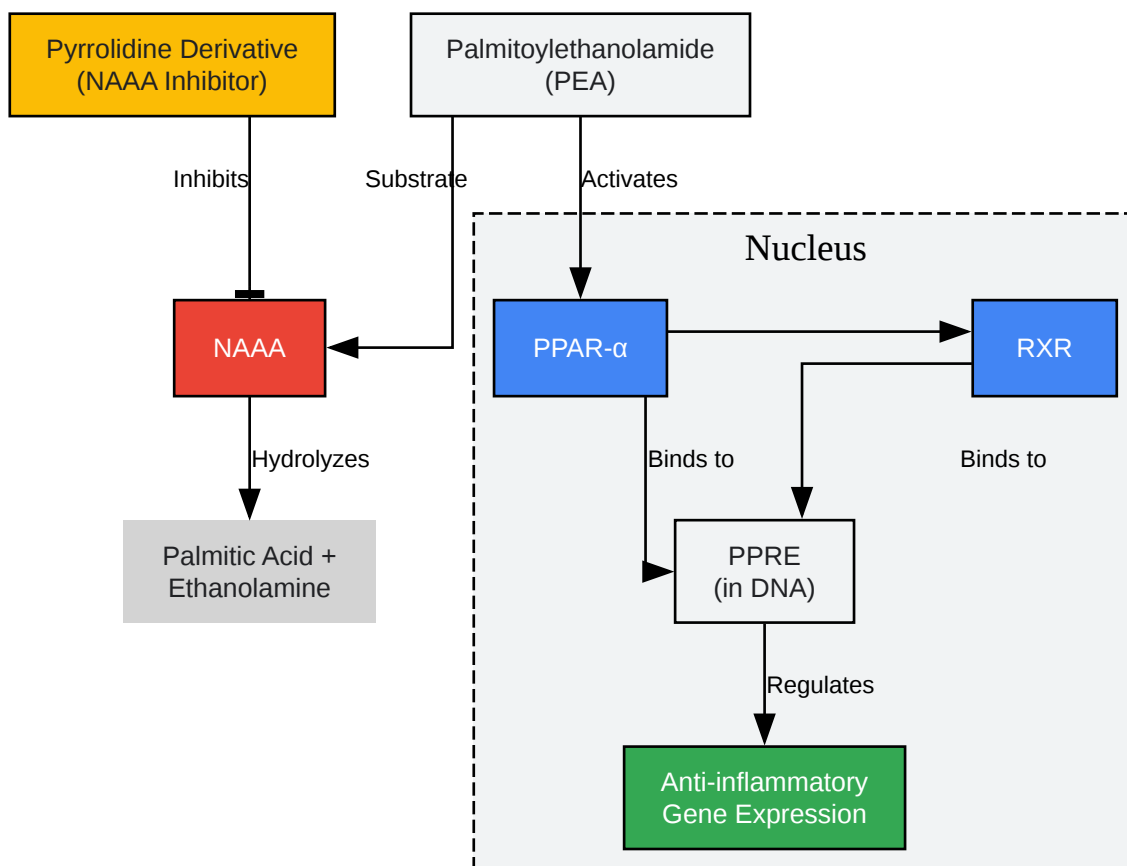 Pyrrolidine Derivative
(NAAA Inhibitor)
Palmitoylethanolamide
(PEA)
Inhibits
Substrate
Activates
Nucleus
NAAA
PPAR-α
RXR
Hydrolyzes
Binds to
Binds to
Palmitic Acid +
Ethanolamine
PPRE
(in DNA)
Regulates
Anti-inflammatory
Gene Expression